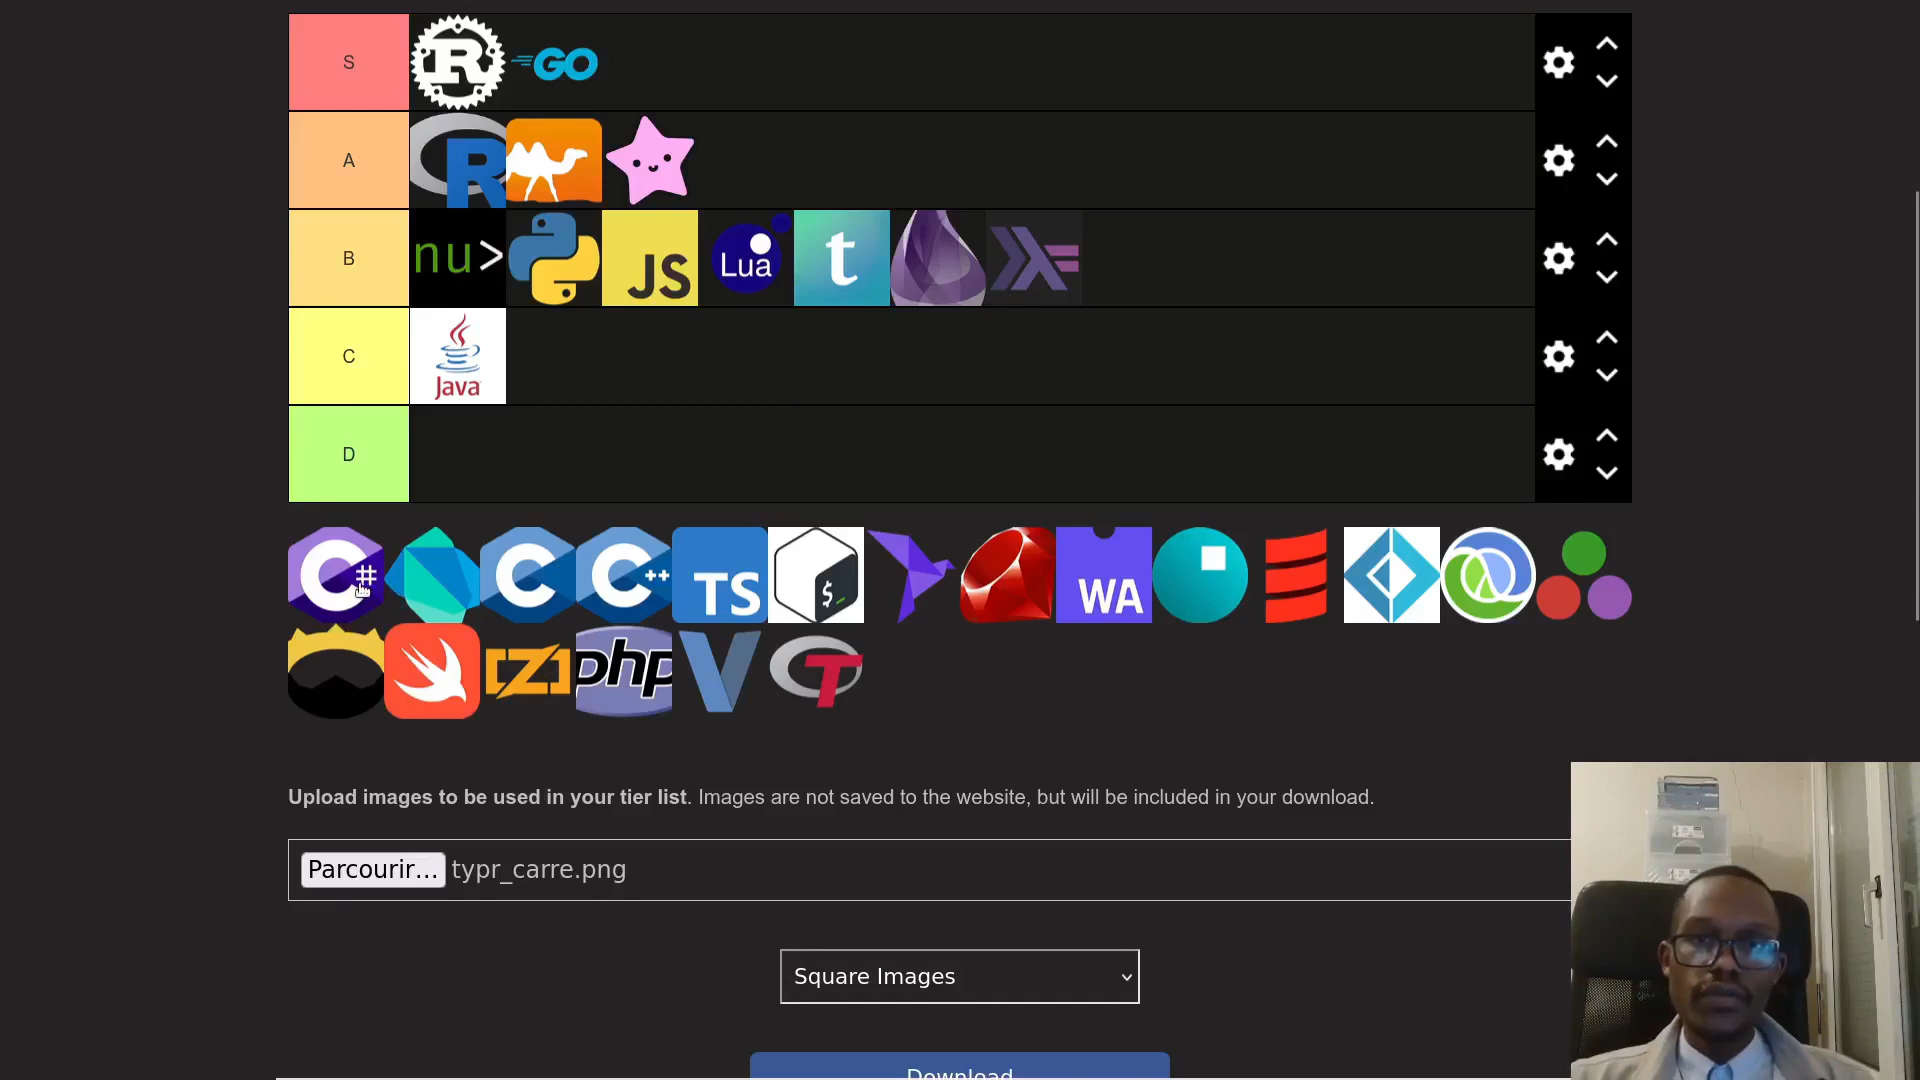 S
R GO
A
R
B
nu> JS Lua t
C
Java
D
C# C C++ TS $_ WA
php V T
Upload images to be used in your tier list. Images are not saved to the website, but will be included in your download.
Parcourir... typr_carre.png
Square Images
Download